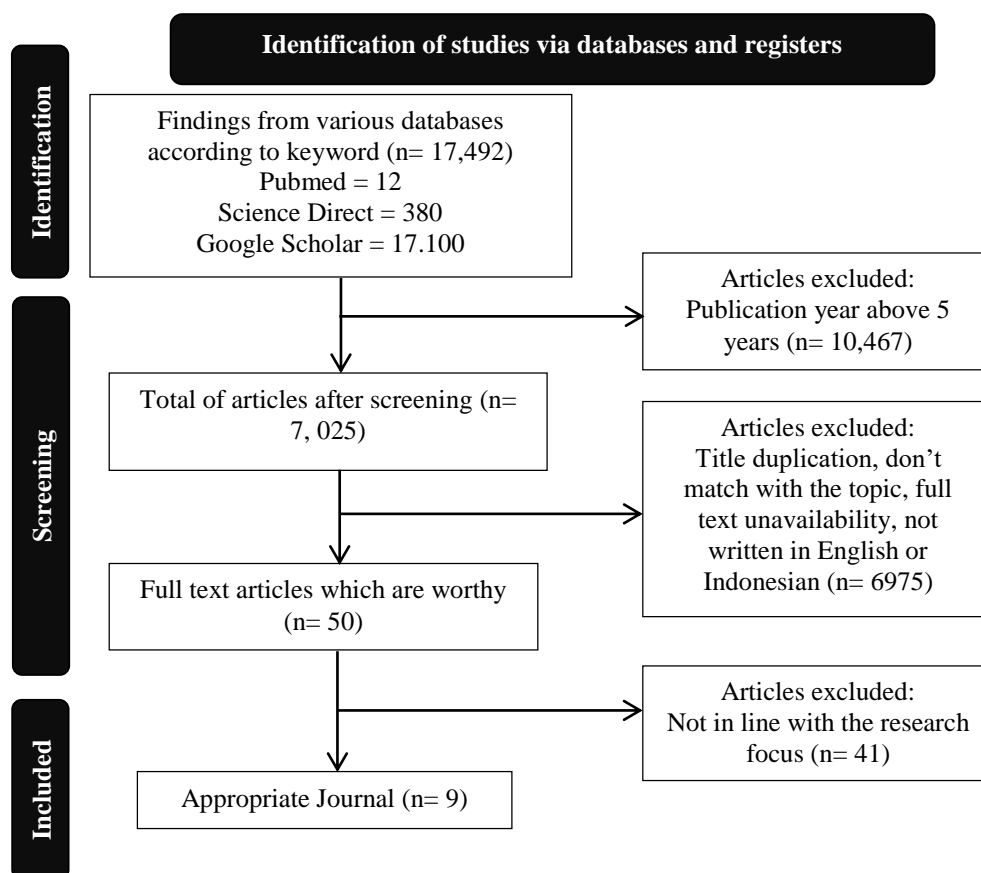 Identification of studies via databases and registers
Identification
Findings from various databases
according to keyword (n= 17,492)
Pubmed = 12
Science Direct = 380
Google Scholar = 17.100
Articles excluded:
Publication year above 5
years (n= 10,467)
Screening
Total of articles after screening (n=
7, 025)
Articles excluded:
Title duplication, don’t
match with the topic, full
text unavailability, not
written in English or
Indonesian (n= 6975)
Full text articles which are worthy
(n= 50)
Articles excluded:
Not in line with the research
focus (n= 41)
Included
Appropriate Journal (n= 9)